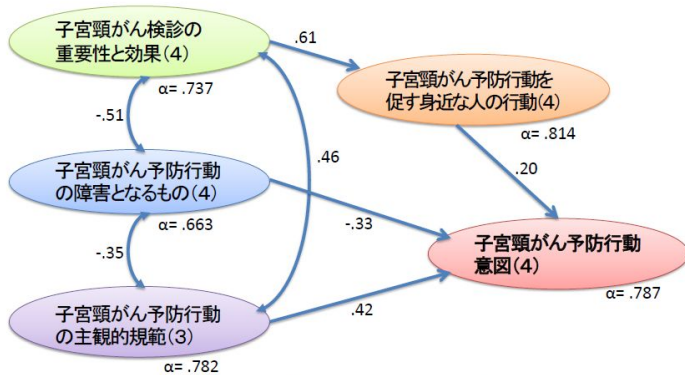 子宮頸がん検診の
重要性と効果(4)
α= .737
.61
子宮頸がん予防行動を
促す身近な人の行動(4)
α= .814
-.51
.46
.20
子宮頸がん予防行動
の障害となるもの(4)
α= .663
-.33
子宮頸がん予防行動
意図(4)
α= .787
-.35
.42
子宮頸がん予防行動
の主観的規範(3)
α= .782